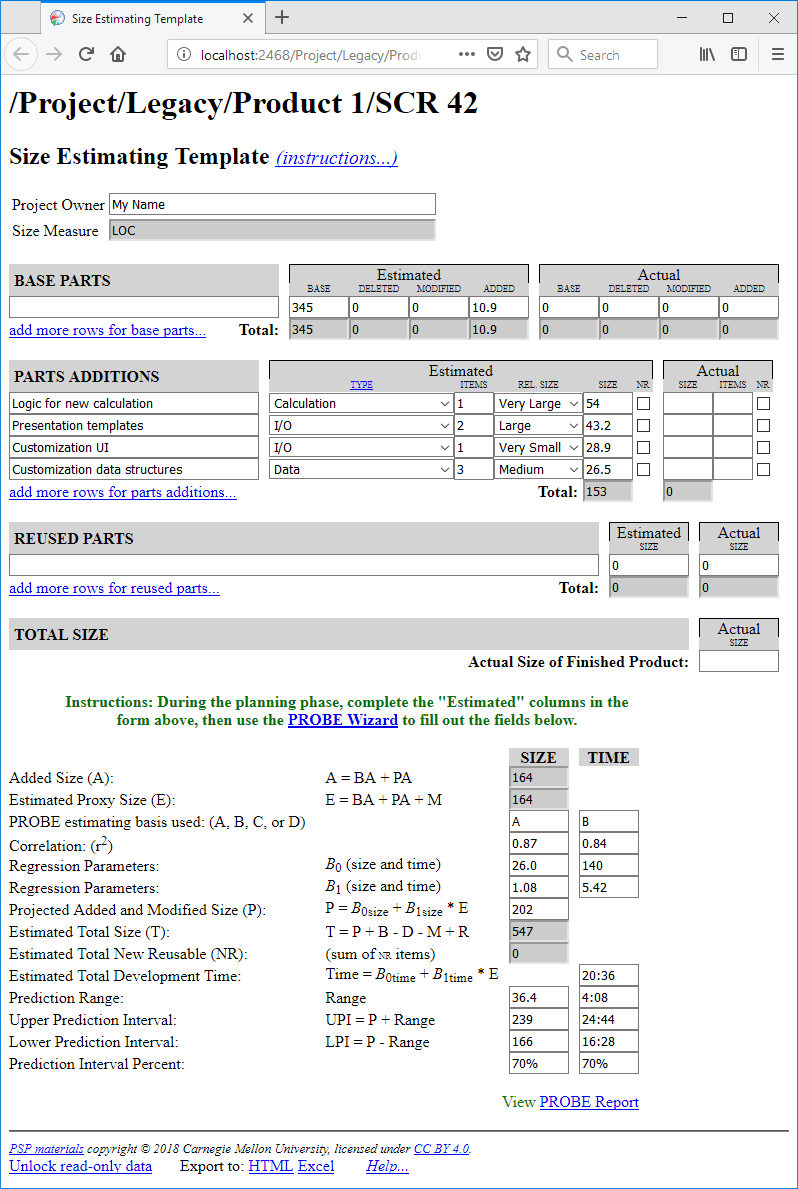 Size Estimating Template
localhost:2468/Project/Legacy/Produ
Search
/Project/Legacy/Product 1/SCR 42
Size Estimating Template (instructions...)
Project Owner My Name
Size Measure LOC
BASE PARTS Estimated Actual
BASE DELETED MODIFIED ADDED BASE DELETED MODIFIED ADDED
345 0 0 10.9 0 0 0 0
add more rows for base parts... Total: 345 0 0 10.9 0 0 0 0
PARTS ADDITIONS Estimated Actual
TYPE ITEMS REL. SIZE SIZE NR SIZE ITEMS NR
Logic for new calculation Calculation 1 Very Large 54
Presentation templates I/O 2 Large 43.2
Customization UI I/O 1 Very Small 28.9
Customization data structures Data 3 Medium 26.5
add more rows for parts additions... Total: 153 0
REUSED PARTS Estimated Actual
SIZE SIZE
0 0
add more rows for reused parts... Total: 0 0
TOTAL SIZE Actual
SIZE
Actual Size of Finished Product:
Instructions: During the planning phase, complete the "Estimated" columns in the
form above, then use the PROBE Wizard to fill out the fields below.
SIZE TIME
Added Size (A): A = BA + PA 164
Estimated Proxy Size (E): E = BA + PA + M 164
PROBE estimating basis used: (A, B, C, or D) A B
Correlation: (r2) 0.87 0.84
Regression Parameters: B0 (size and time) 26.0 140
Regression Parameters: B1 (size and time) 1.08 5.42
Projected Added and Modified Size (P): P = B0size + B1size * E 202
Estimated Total Size (T): T = P + B - D - M + R 547
Estimated Total New Reusable (NR): (sum of NR items) 0
Estimated Total Development Time: Time = B0time + B1time * E 20:36
Prediction Range: Range 36.4 4:08
Upper Prediction Interval: UPI = P + Range 239 24:44
Lower Prediction Interval: LPI = P - Range 166 16:28
Prediction Interval Percent: 70% 70%
View PROBE Report
PSP materials copyright © 2018 Carnegie Mellon University, licensed under CC BY 4.0.
Unlock read-only data Export to: HTML Excel Help...